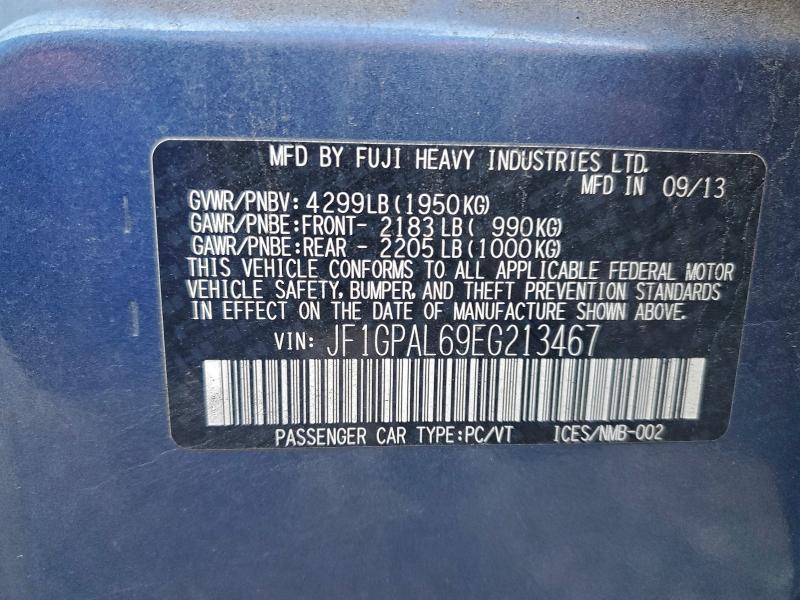 MFD BY FUJI HEAVY INDUSTRIES LTD.
MFD IN 09/13
GVWR/PNBV: 4299LB(1950KG)
GAWR/PNBE:FRONT- 2183 LB( 990KG)
GAWR/PNBE:REAR - 2205 LB(1000KG)
THIS VEHICLE CONFORMS TO ALL APPLICABLE FEDERAL MOTOR
VEHICLE SAFETY, BUMPER, AND THEFT PREVENTION STANDARDS
IN EFFECT ON THE DATE OF MANUFACTURE SHOWN ABOVE.
VIN: JF1GPAL69EG213467
PASSENGER CAR TYPE:PC/VT ICES/NMB-002